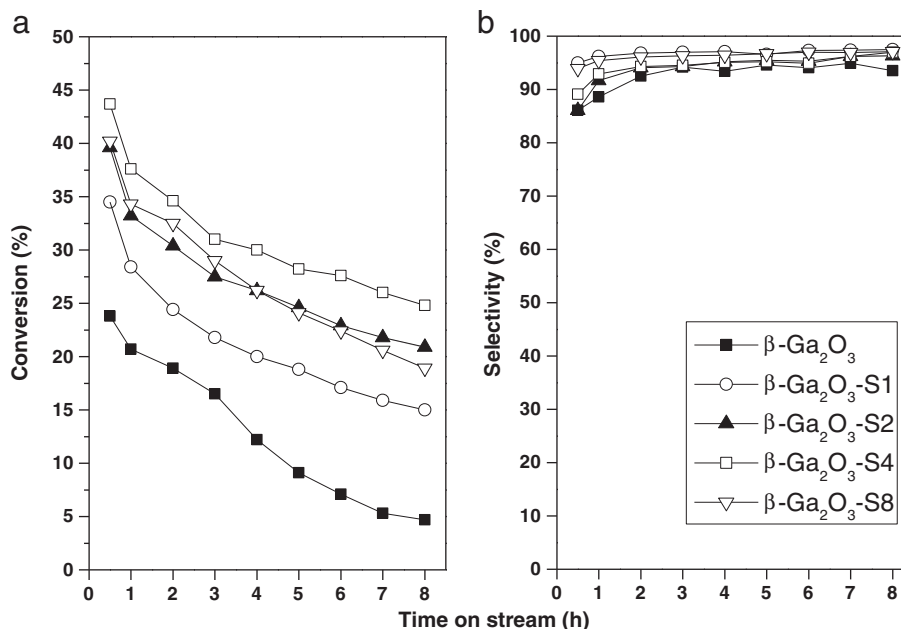 a
50
45
40
35
30
25
20
15
10
5
0
Conversion (%)
0 1 2 3 4 5 6 7 8
b
100
90
80
70
60
50
40
30
20
10
0
Selectivity (%)
β-Ga₂O₃
β-Ga₂O₃-S1
β-Ga₂O₃-S2
β-Ga₂O₃-S4
β-Ga₂O₃-S8
0 1 2 3 4 5 6 7 8
Time on stream (h)